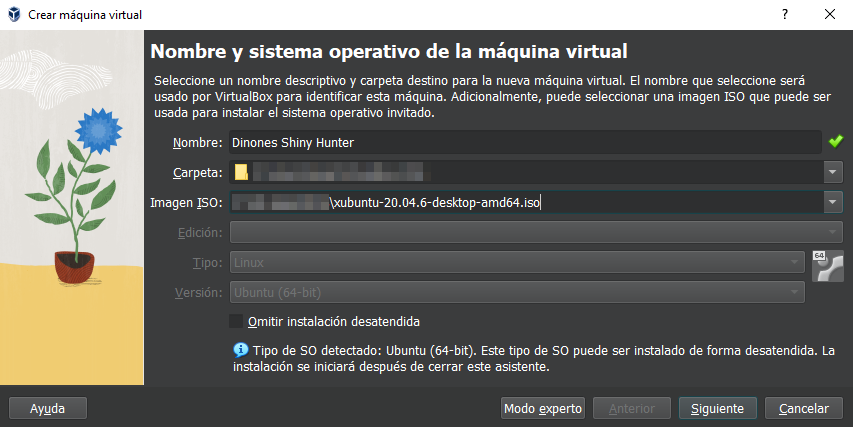 Crear máquina virtual
Nombre y sistema operativo de la máquina virtual
Seleccione un nombre descriptivo y carpeta destino para la nueva máquina virtual. El nombre que seleccione será
usado por VirtualBox para identificar esta máquina. Adicionalmente, puede seleccionar una imagen ISO que puede ser
usada para instalar el sistema operativo invitado.
Nombre: Dinones Shiny Hunter
Carpeta:
Imagen ISO: \xubuntu-20.04.6-desktop-amd64.iso
Edición:
Tipo: Linux 64
Versión: Ubuntu (64-bit)
Omitir instalación desatendida
Tipo de SO detectado: Ubuntu (64-bit). Este tipo de SO puede ser instalado de forma desatendida. La
instalación se iniciará después de cerrar este asistente.
Ayuda Modo experto Anterior Siguiente Cancelar